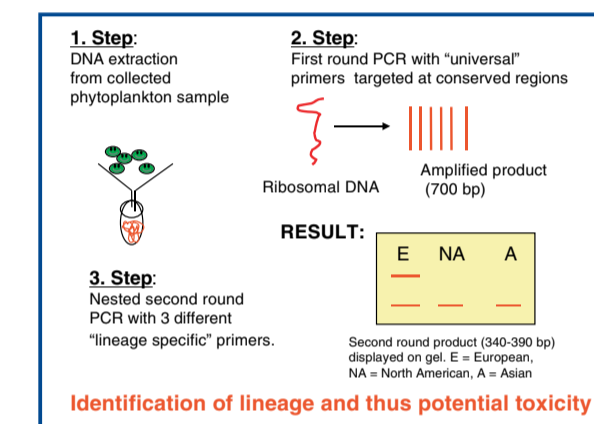 1. Step:
DNA extraction
from collected
phytoplankton sample
2. Step:
First round PCR with “universal”
primers targeted at conserved regions
Ribosomal DNA
Amplified product
(700 bp)
RESULT:
E NA A
3. Step:
Nested second round
PCR with 3 different
“lineage specific” primers.
Second round product (340-390 bp)
displayed on gel. E = European,
NA = North American, A = Asian
Identification of lineage and thus potential toxicity